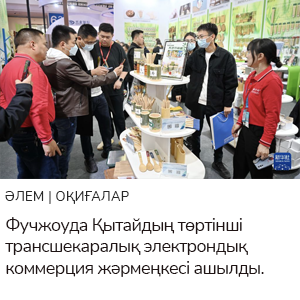 ӘЛЕМ | ОҚИҒАЛАР
Фучжоуда Қытайдың төртінші
трансшекаралық электрондық
коммерция жәрмеңкесі ашылды.